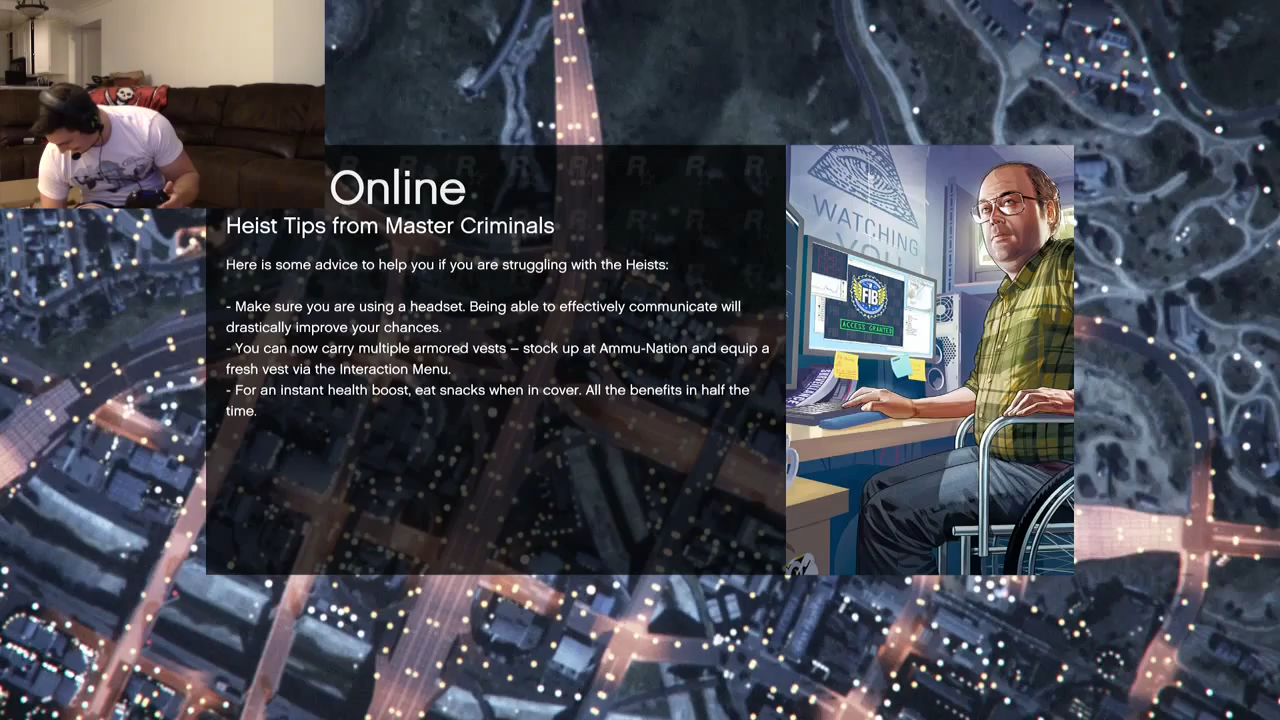 Online
Heist Tips from Master Criminals
Here is some advice to help you if you are struggling with the Heists:
- Make sure you are using a headset. Being able to effectively communicate will
drastically improve your chances.
- You can now carry multiple armored vests – stock up at Ammu-Nation and equip a
fresh vest via the Interaction Menu.
- For an instant health boost, eat snacks when in cover. All the benefits in half the
time.
WATCHING
YOU
FIB
ACCESS GRANTED